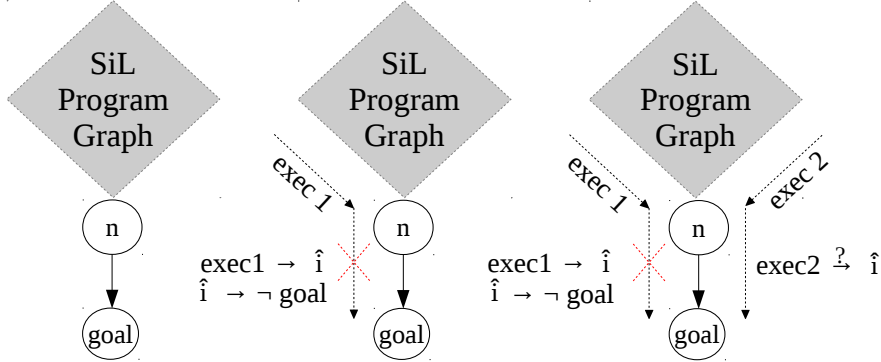 SiL
Program
Graph
n
goal
SiL
Program
Graph
exec 1
n
exec1 → î
î → ¬ goal
goal
SiL
Program
Graph
exec 1
exec 2
n
exec1 → î
î → ¬ goal
exec2 →? î
goal